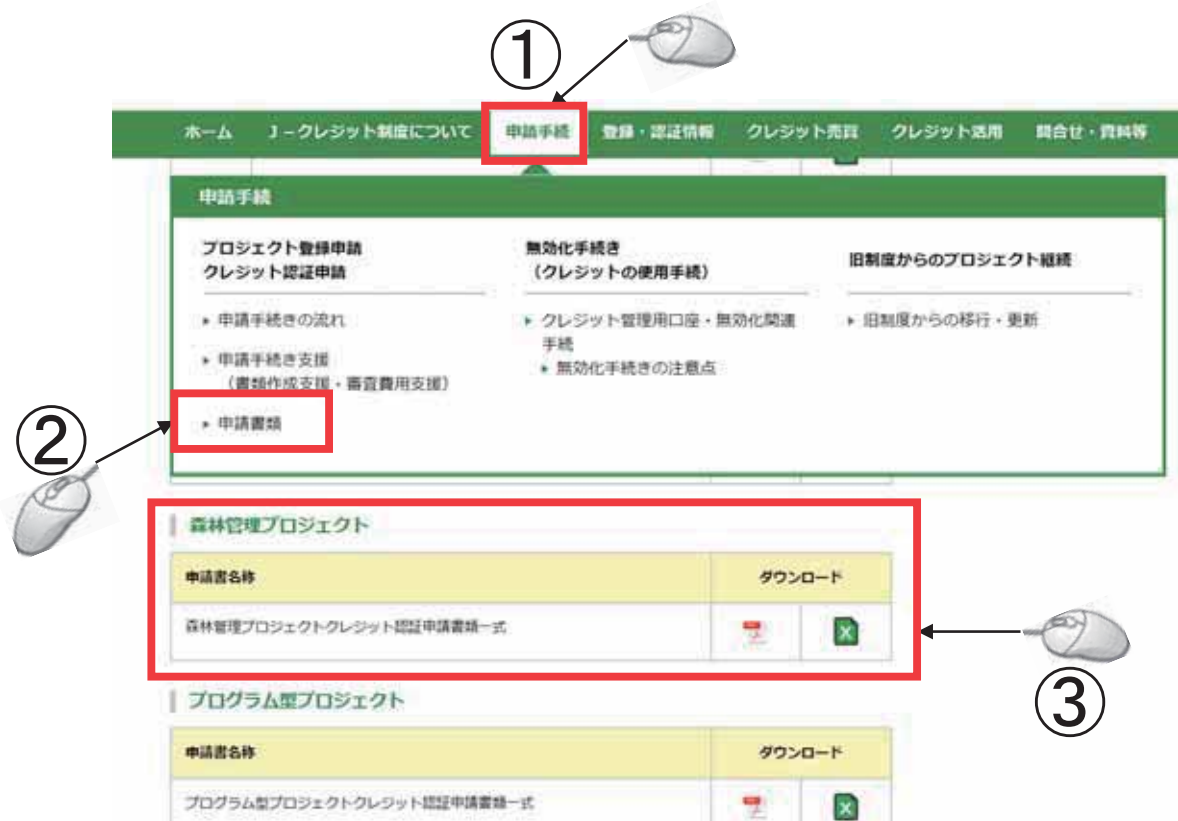 ①
ホーム J-クレジット制度について 申請手続 登録・認証情報 クレジット売買 クレジット活用 問合せ・資料等
申請手続
プロジェクト登録申請
クレジット認証申請
▸ 申請手続きの流れ
▸ 申請手続き支援
（書類作成支援・審査費用支援）
▸ 申請書類
無効化手続き
（クレジットの使用手続）
▸ クレジット管理用口座・無効化関連
手続
▸ 無効化手続きの注意点
旧制度からのプロジェクト継続
▸ 旧制度からの移行・更新
②
森林管理プロジェクト
申請書名称 ダウンロード
森林管理プロジェクトクレジット認証申請書類一式
③
プログラム型プロジェクト
申請書名称 ダウンロード
プログラム型プロジェクトクレジット認証申請書類一式